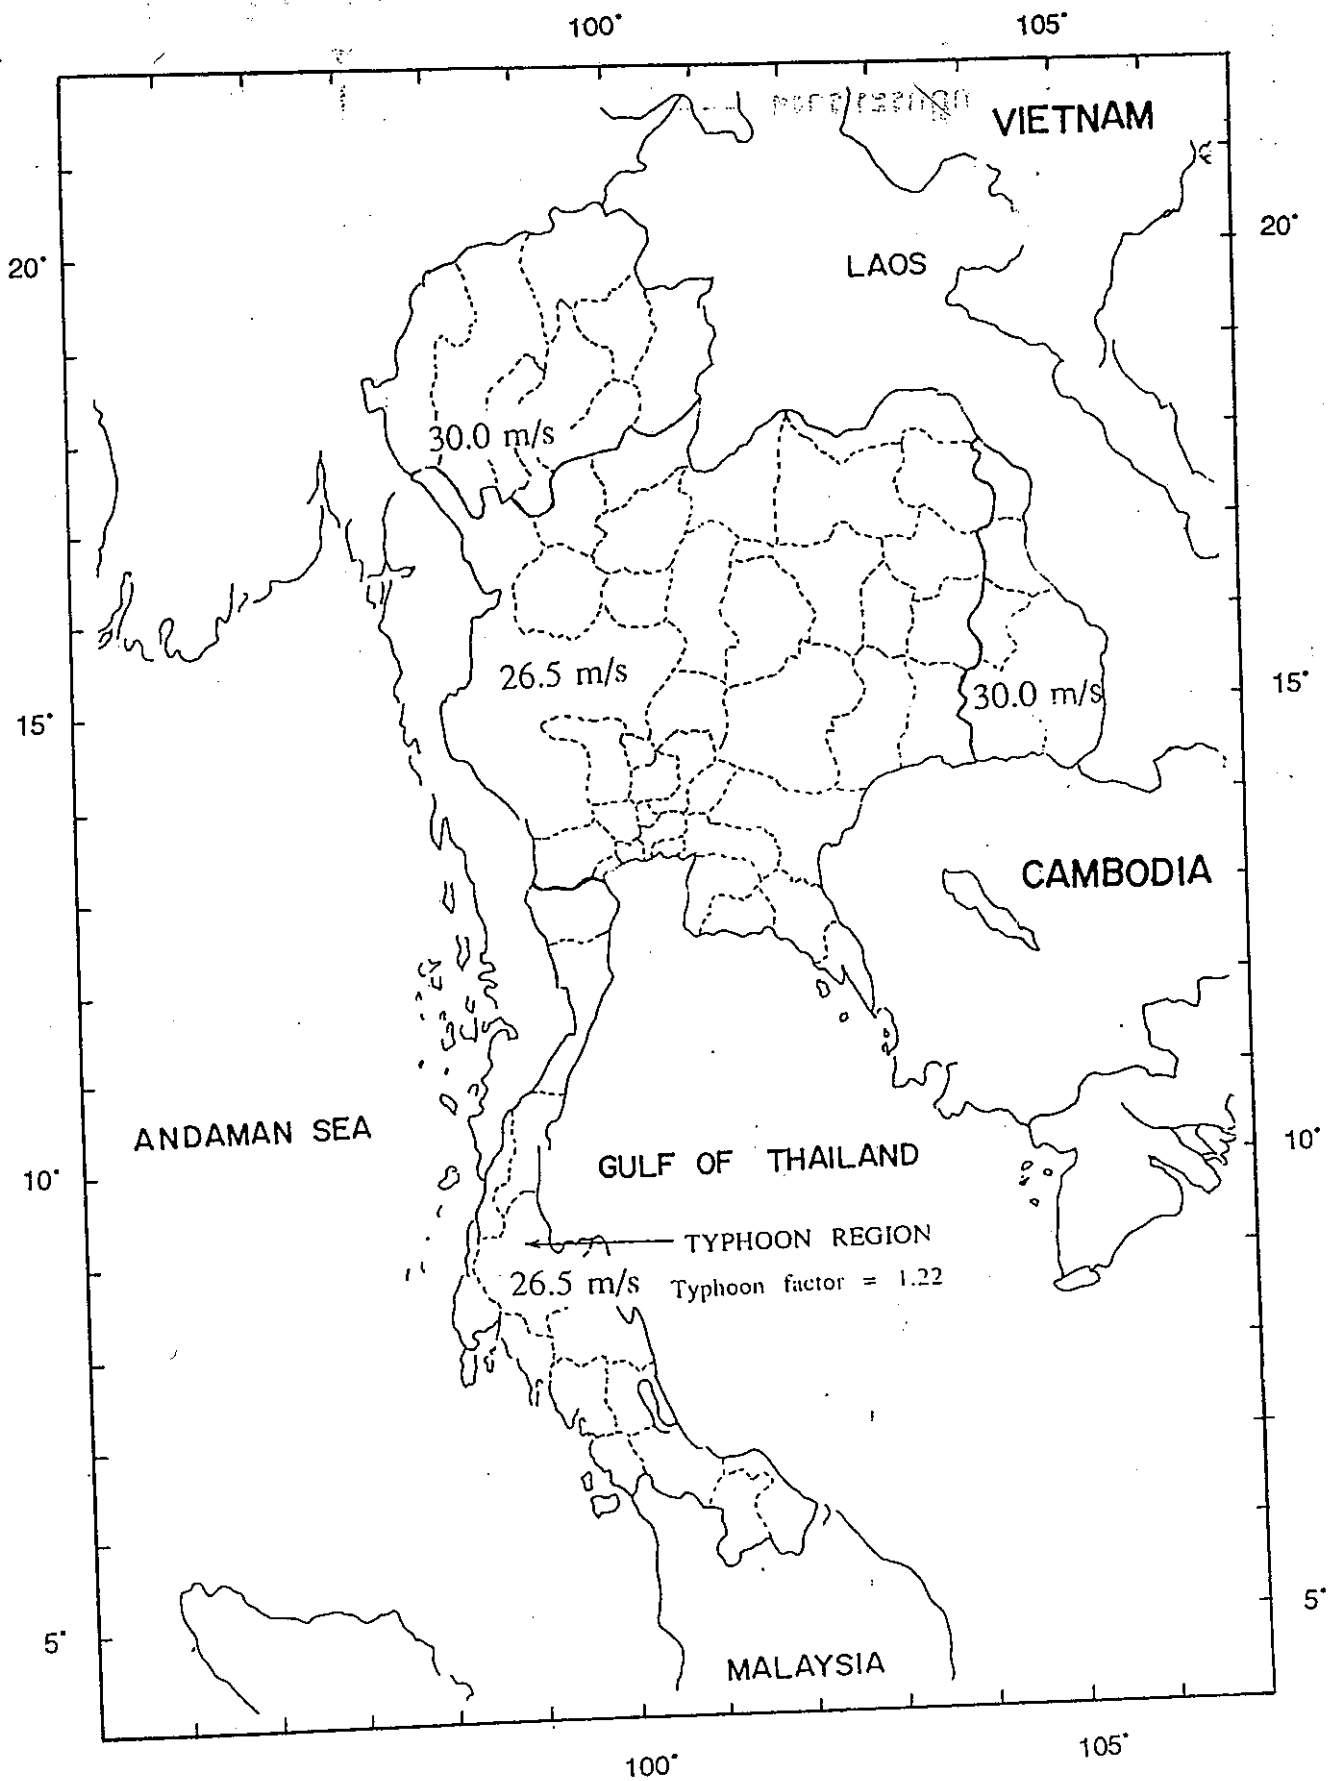 100°
105°
VIETNAM
20°
20°
LAOS
30.0 m/s
26.5 m/s
30.0 m/s
15°
15°
CAMBODIA
ANDAMAN SEA
GULF OF THAILAND
10°
10°
TYPHOON REGION
26.5 m/s
Typhoon factor = 1.22
5°
5°
MALAYSIA
100°
105°